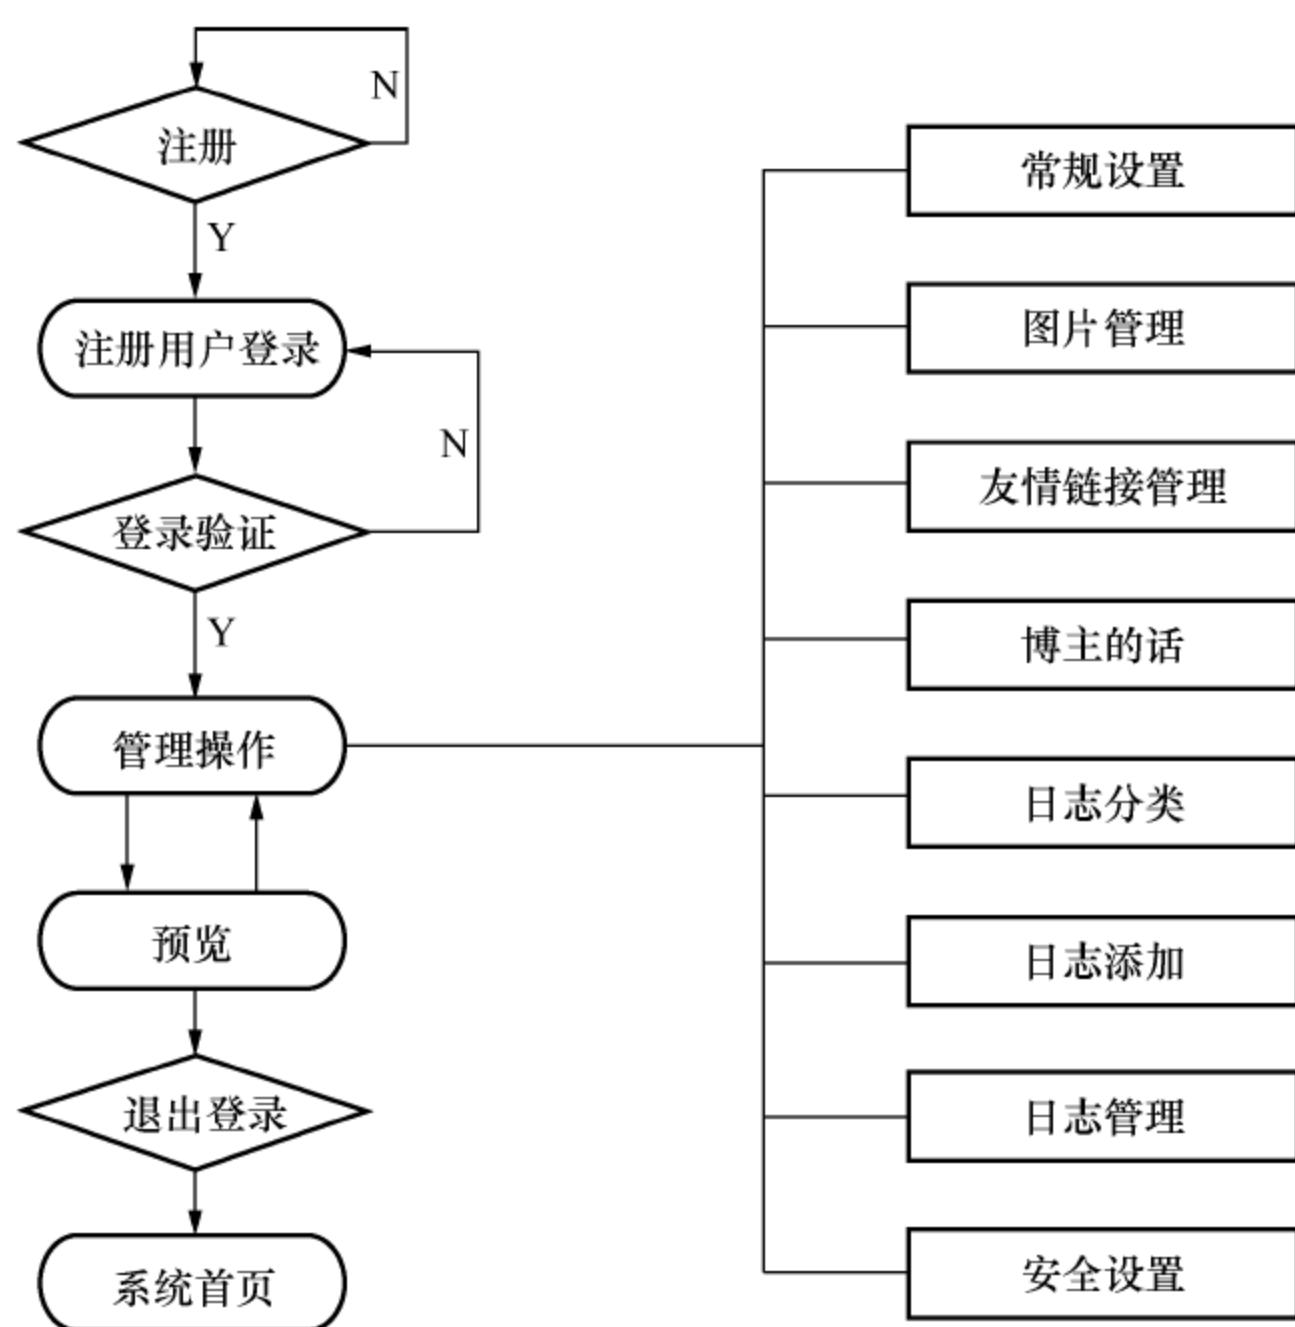 N
注册
Y
注册用户登录
N
登录验证
Y
管理操作
预览
退出登录
系统首页
常规设置
图片管理
友情链接管理
博主的话
日志分类
日志添加
日志管理
安全设置